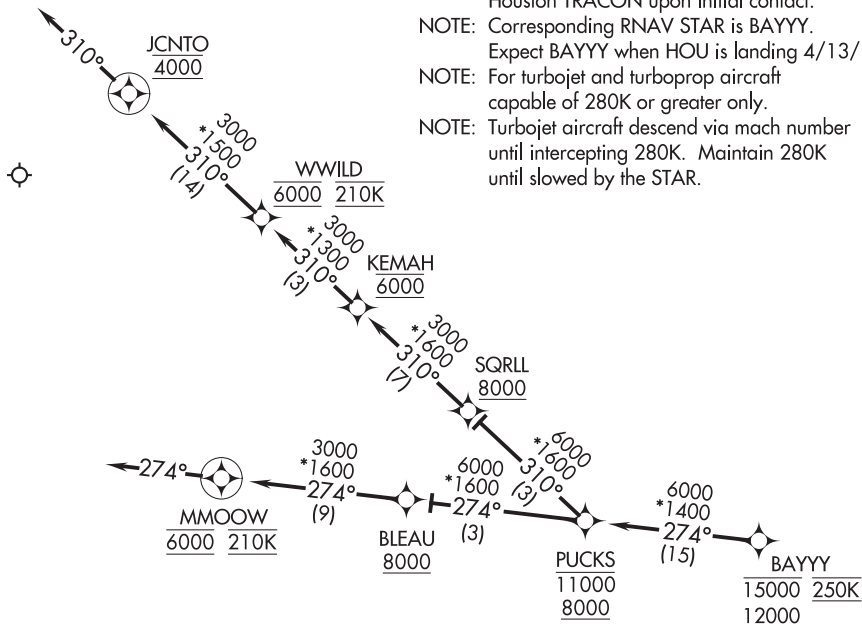 Houston TRACON upon initial contact.
NOTE: Corresponding RNAV STAR is BAYYY.
Expect BAYYY when HOU is landing 4/13/
NOTE: For turbojet and turboprop aircraft
capable of 280K or greater only.
NOTE: Turbojet aircraft descend via mach number
until intercepting 280K. Maintain 280K
until slowed by the STAR.
310°
JCNTO
4000
3000
*1500
310°
(14)
WWILD
6000 210K
3000
*1300
310°
(3)
KEMAH
6000
3000
*1600
310°
(7)
SQRLL
8000
6000
*1600
310°
(3)
274°
MMOOW
6000 210K
3000
*1600
274°
(9)
BLEAU
8000
6000
*1600
274°
(3)
PUCKS
11000
8000
6000
*1400
274°
(15)
BAYYY
15000 250K
12000